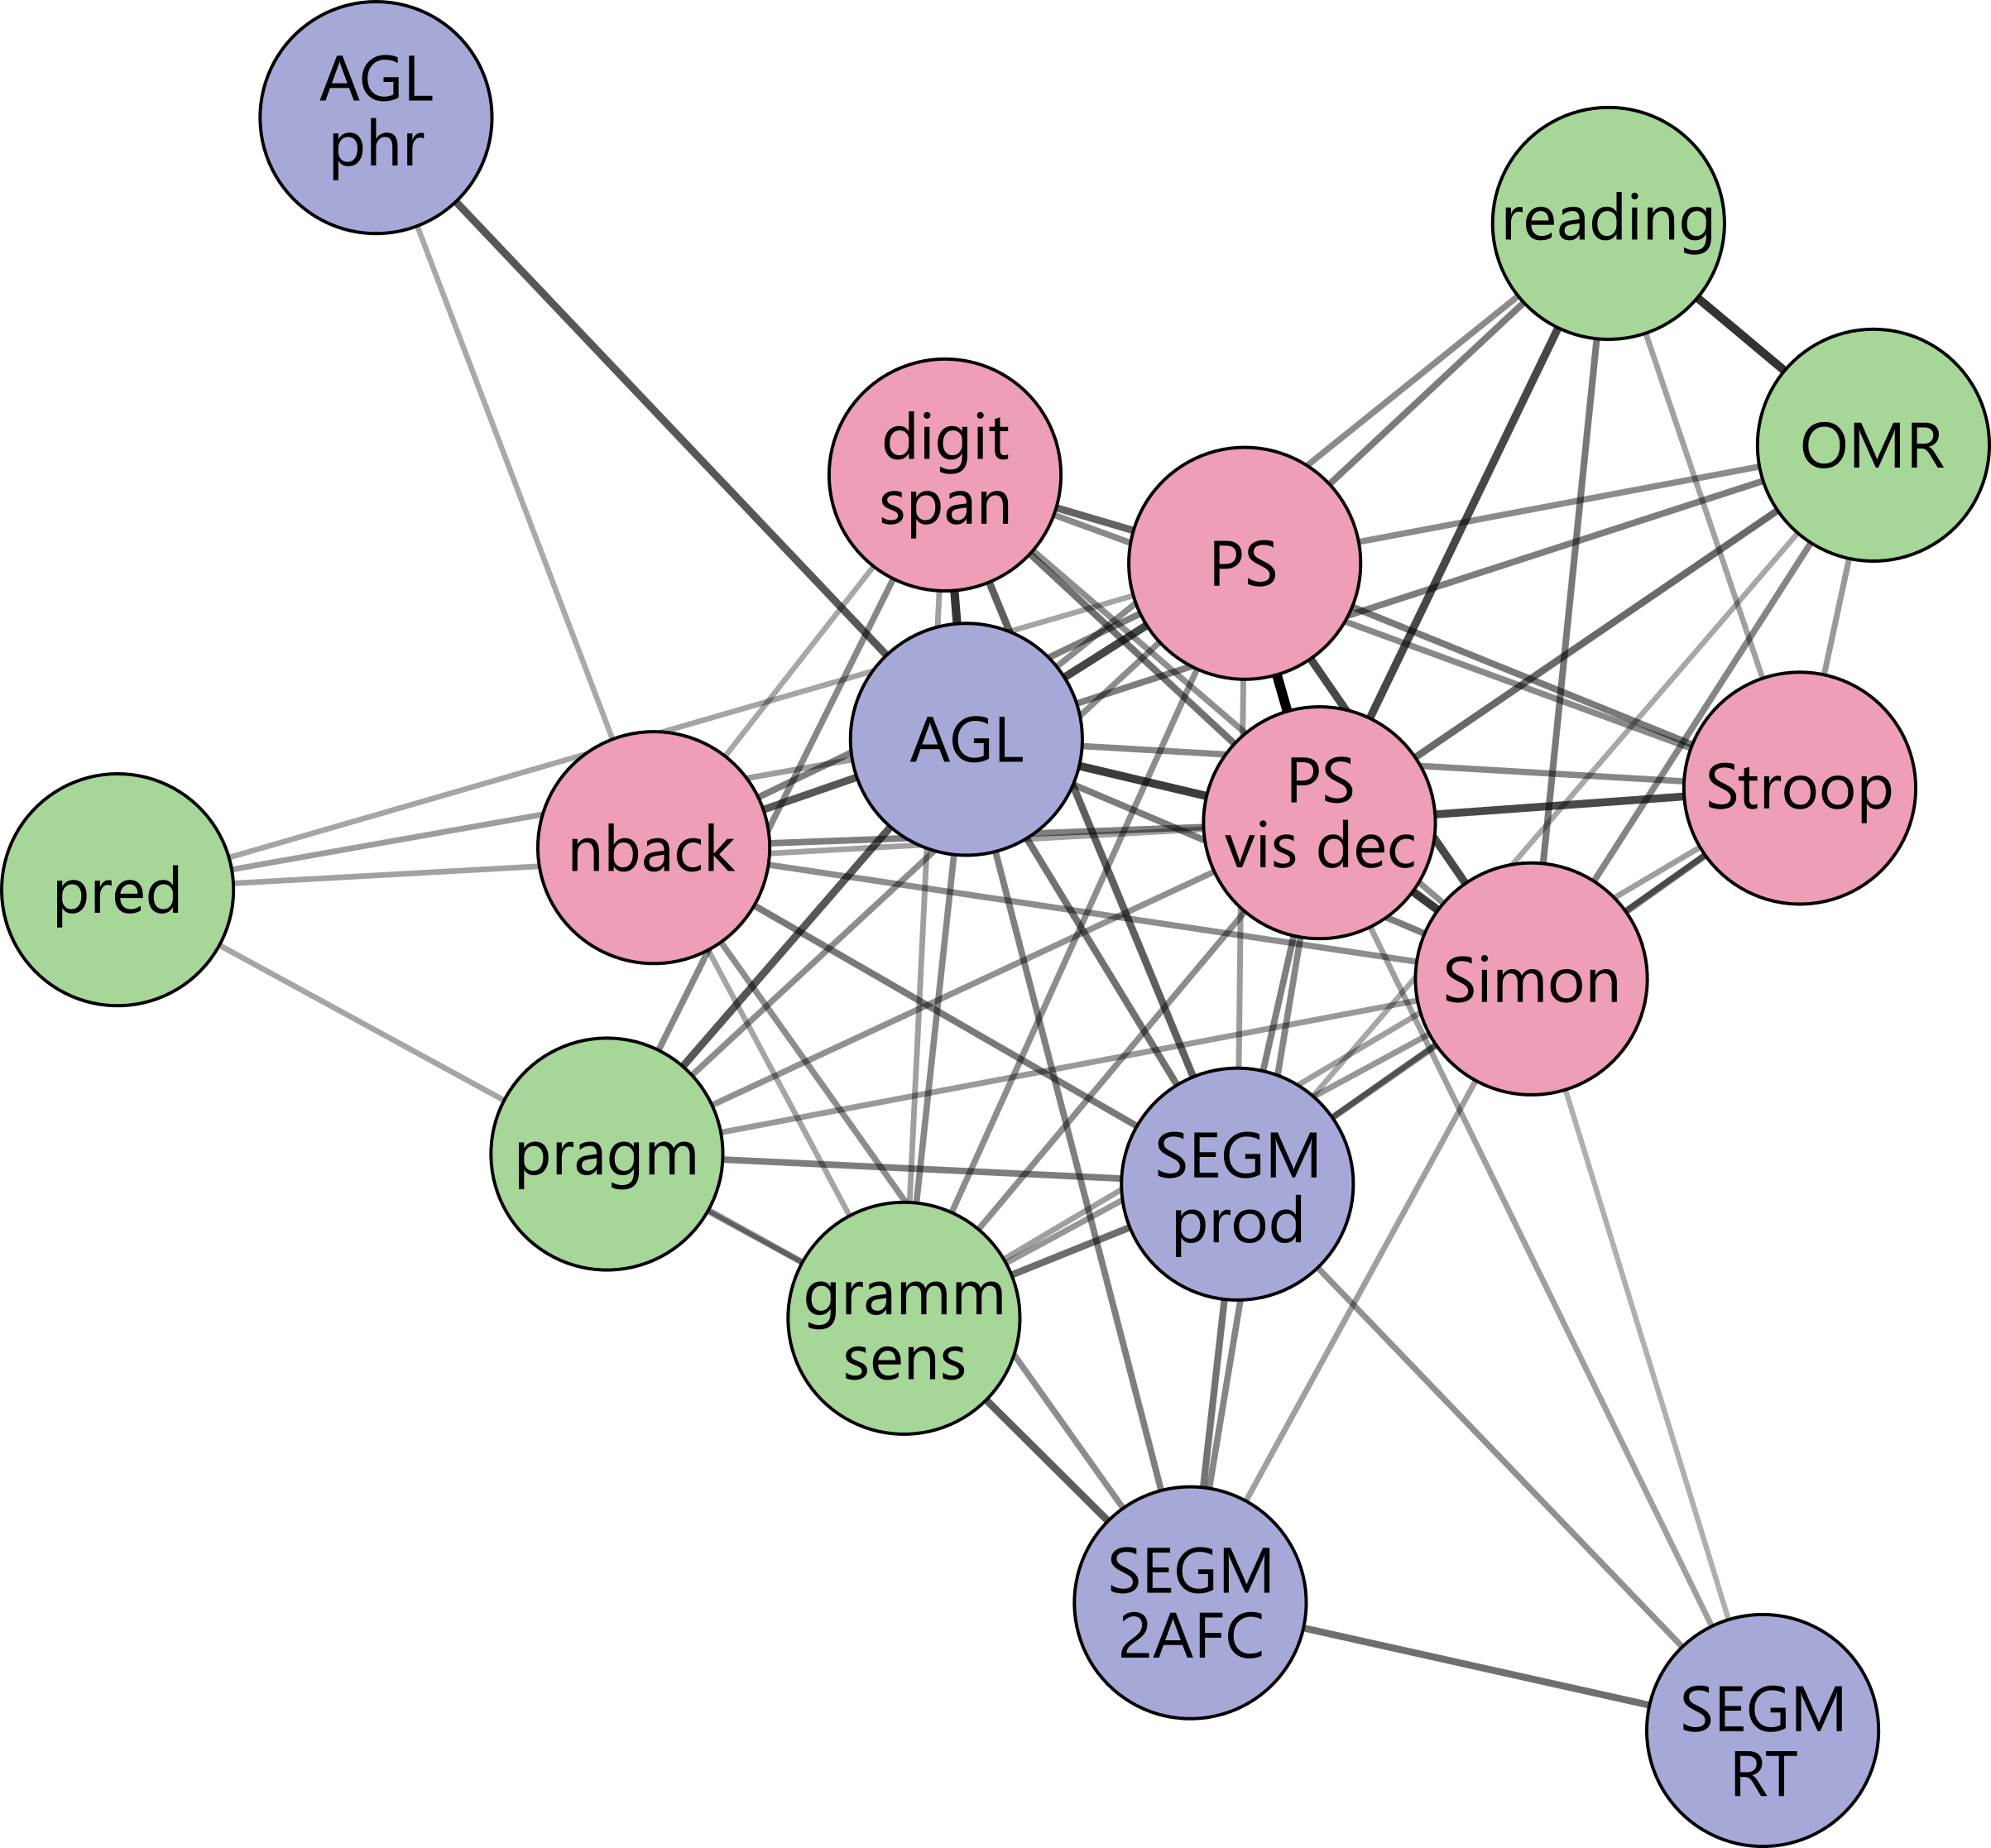 AGL
phr
reading
OMR
digit
span
PS
AGL
PS
vis dec
Stroop
nback
pred
Simon
pragm
SEGM
prod
gramm
sens
SEGM
2AFC
SEGM
RT